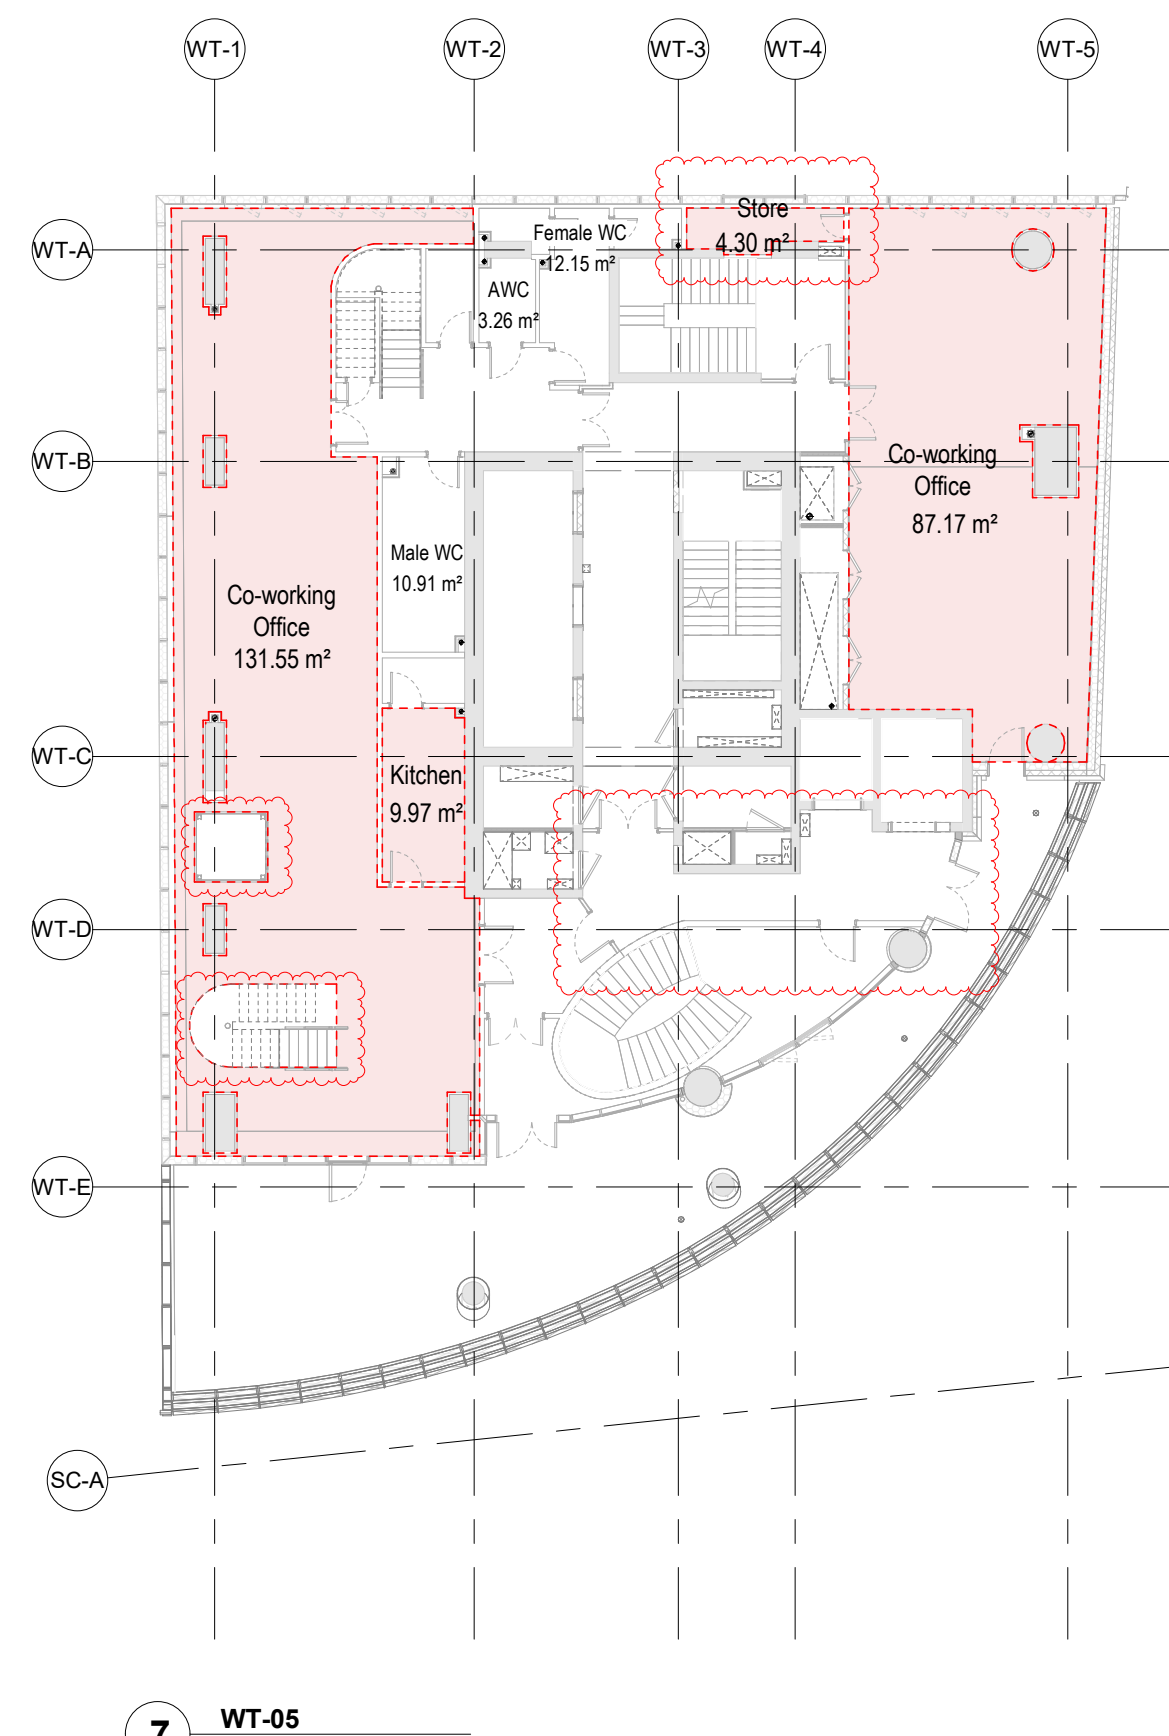 WT-1
WT-2
WT-3
WT-4
WT-5
WT-A
Store
4.30 m²
Female WC
12.15 m²
AWC
3.26 m²
WT-B
Co-working
Office
87.17 m²
Male WC
10.91 m²
Co-working
Office
131.55 m²
WT-C
Kitchen
9.97 m²
WT-D
WT-E
SC-A
7
WT-05